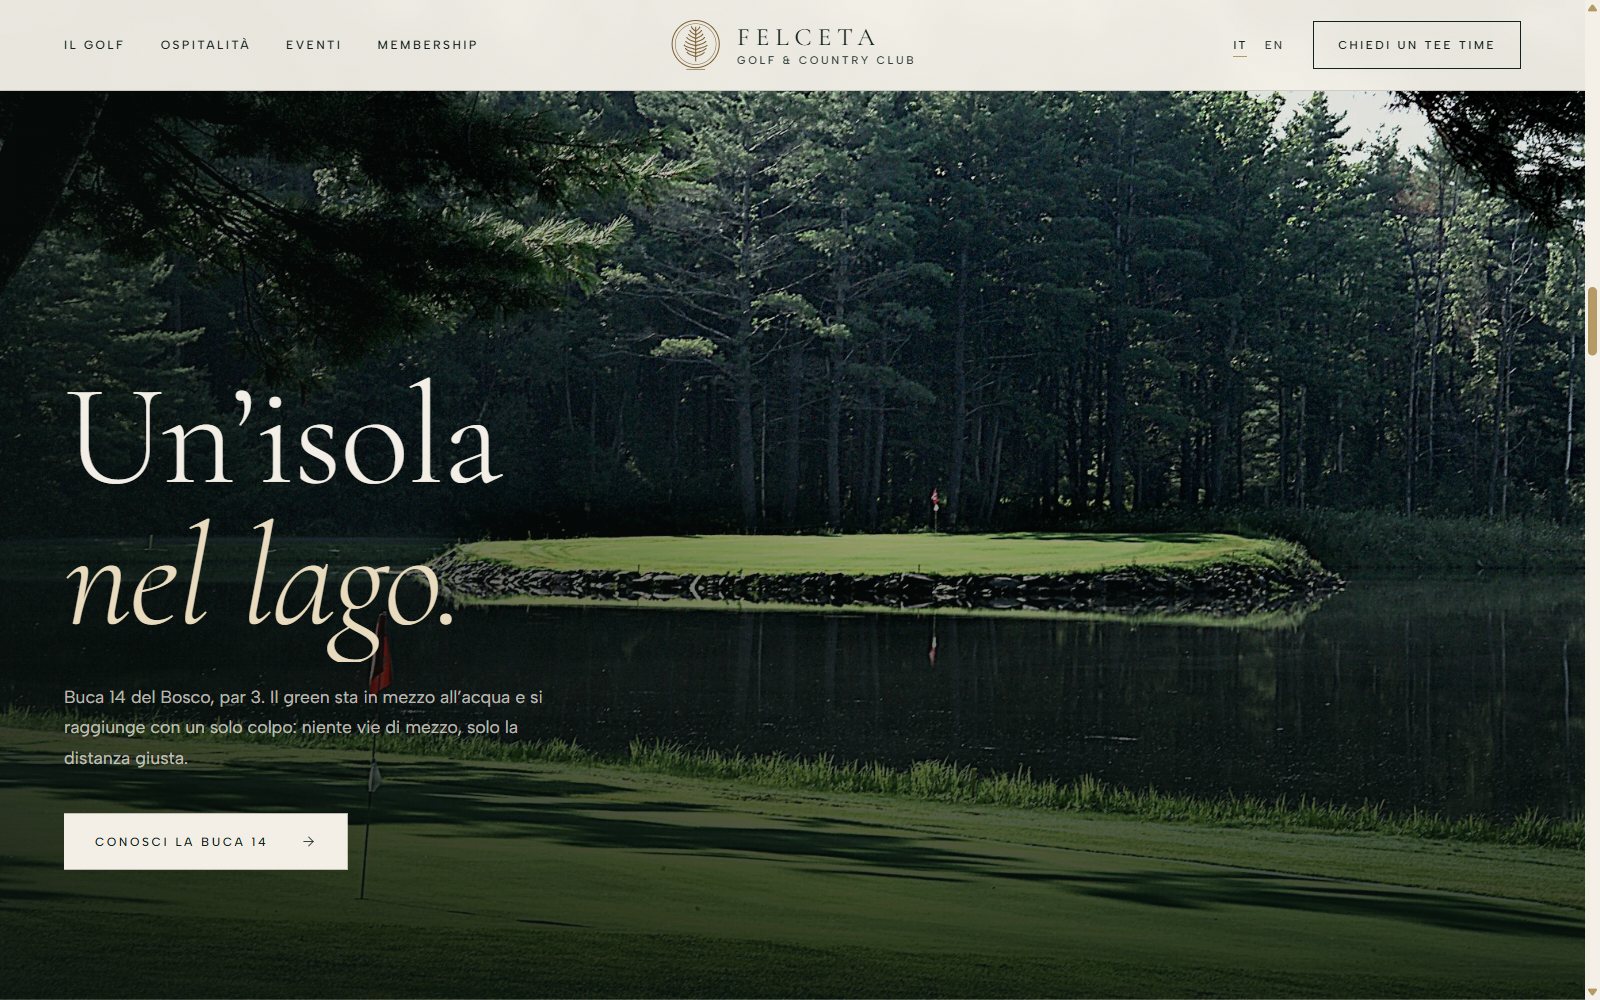 IL GOLF
OSPITALITÀ
EVENTI
MEMBERSHIP
FELCETA
GOLF & COUNTRY CLUB
IT
EN
CHIEDI UN TEE TIME
Un’isola
nel lago.
Buca 14 del Bosco, par 3. Il green sta in mezzo all’acqua e si
raggiunge con un solo colpo: niente vie di mezzo, solo la
distanza giusta.
CONOSCI LA BUCA 14 →